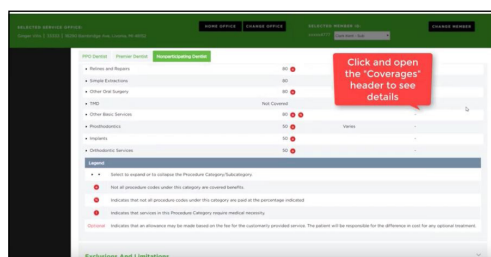 SELECTED SERVICE OFFICE:
HOME OFFICE
CHANGE OFFICE
SELECTED MEMBER ID:
CHANGE MEMBER
PPO Dentist
Premier Dentist
Nonparticipating Dentist
Relines and Repairs 80
Simple Extractions 80
Other Oral Surgery 80
TMD Not Covered
Other Basic Services 80 -
Prosthodontics 50 Varies -
Implants 50 -
Orthodontic Services 50 -
Click and open
the "Coverages"
header to see
details
Legend
Select to expand or to collapse the Procedure Category/Subcategory
Not all procedure codes under this category are covered benefits
Indicates that not all procedure codes under this category are paid at the percentage indicated
Indicates that services in this Procedure Category require medical necessity
Optional Indicates that an allowance may be made based on the fee for the customarily provided service. The patient will be responsible for the difference in cost for any optional treatment.
Exclusions And Limitations